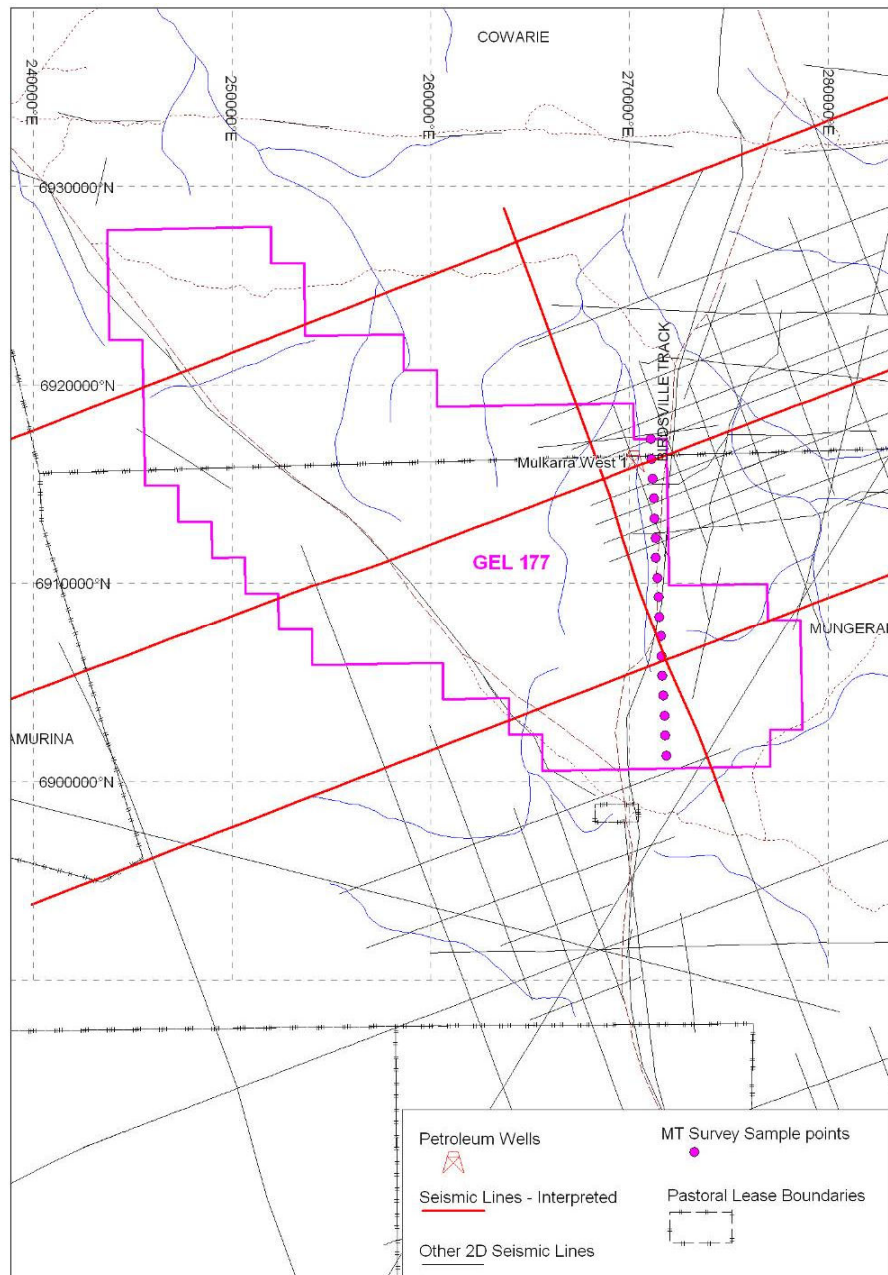 COWARIE
240000°E
250000°E
260000°E
270000°E
280000°E
6930000°N
6920000°N
BIRDSVILLE TRACK
Mulkarra West 1
GEL 177
6910000°N
MUNGERA
AMURINA
6900000°N
Petroleum Wells
MT Survey Sample points
Seismic Lines - Interpreted
Pastoral Lease Boundaries
Other 2D Seismic Lines